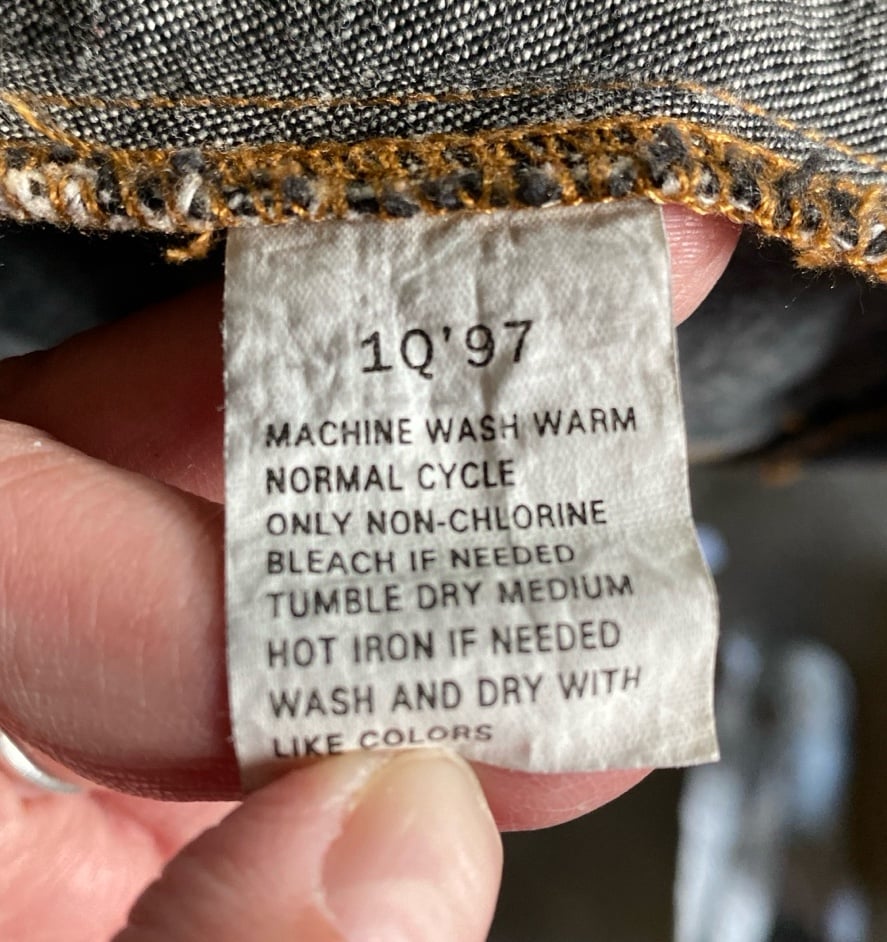 1Q'97
MACHINE WASH WARM
NORMAL CYCLE
ONLY NON-CHLORINE
BLEACH IF NEEDED
TUMBLE DRY MEDIUM
HOT IRON IF NEEDED
WASH AND DRY WITH
LIKE COLORS